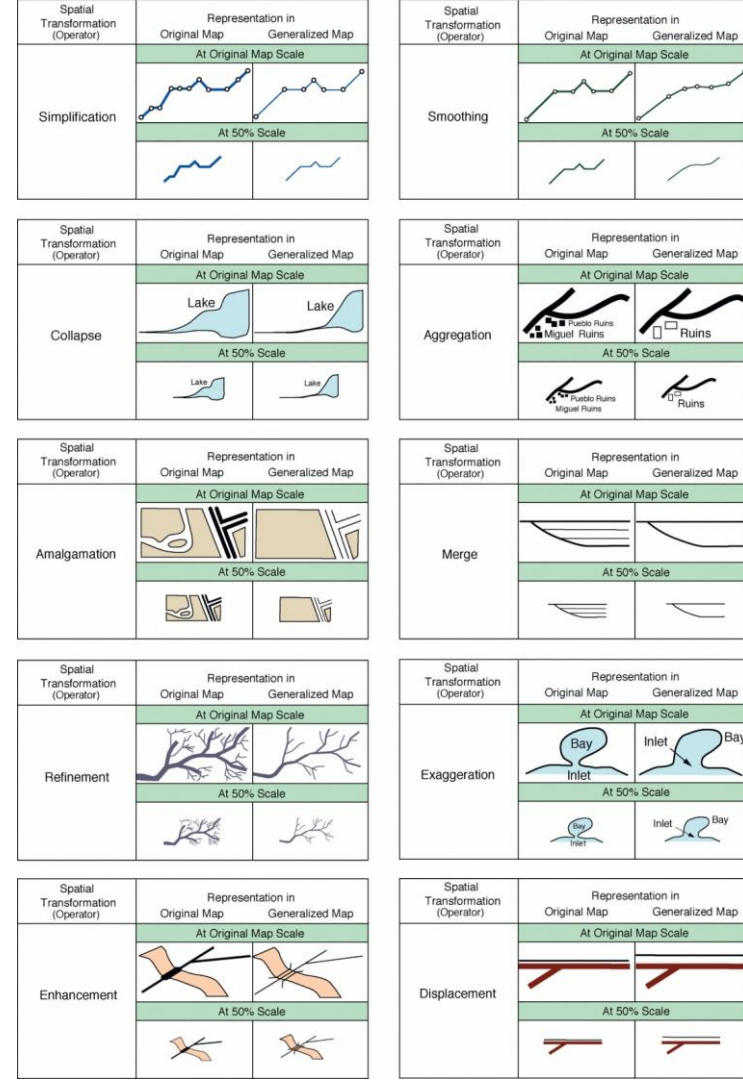 Spatial
Transformation
(Operator)
Representation in
Original Map Generalized Map
At Original Map Scale
Simplification
At 50% Scale
Spatial
Transformation
(Operator)
Representation in
Original Map Generalized Map
At Original Map Scale
Smoothing
At 50% Scale
Spatial
Transformation
(Operator)
Representation in
Original Map Generalized Map
At Original Map Scale
Lake
Lake
Collapse
At 50% Scale
Lake
Lake
Spatial
Transformation
(Operator)
Representation in
Original Map Generalized Map
At Original Map Scale
Pueblo Ruins
Miguel Ruins
Ruins
Aggregation
At 50% Scale
Pueblo Ruins
Miguel Ruins
Ruins
Spatial
Transformation
(Operator)
Representation in
Original Map Generalized Map
At Original Map Scale
Amalgamation
At 50% Scale
Spatial
Transformation
(Operator)
Representation in
Original Map Generalized Map
At Original Map Scale
Merge
At 50% Scale
Spatial
Transformation
(Operator)
Representation in
Original Map Generalized Map
At Original Map Scale
Refinement
At 50% Scale
Spatial
Transformation
(Operator)
Representation in
Original Map Generalized Map
At Original Map Scale
Bay
Inlet
Inlet
Bay
Exaggeration
At 50% Scale
Bay
Inlet
Inlet
Bay
Spatial
Transformation
(Operator)
Representation in
Original Map Generalized Map
At Original Map Scale
Enhancement
At 50% Scale
Spatial
Transformation
(Operator)
Representation in
Original Map Generalized Map
At Original Map Scale
Displacement
At 50% Scale